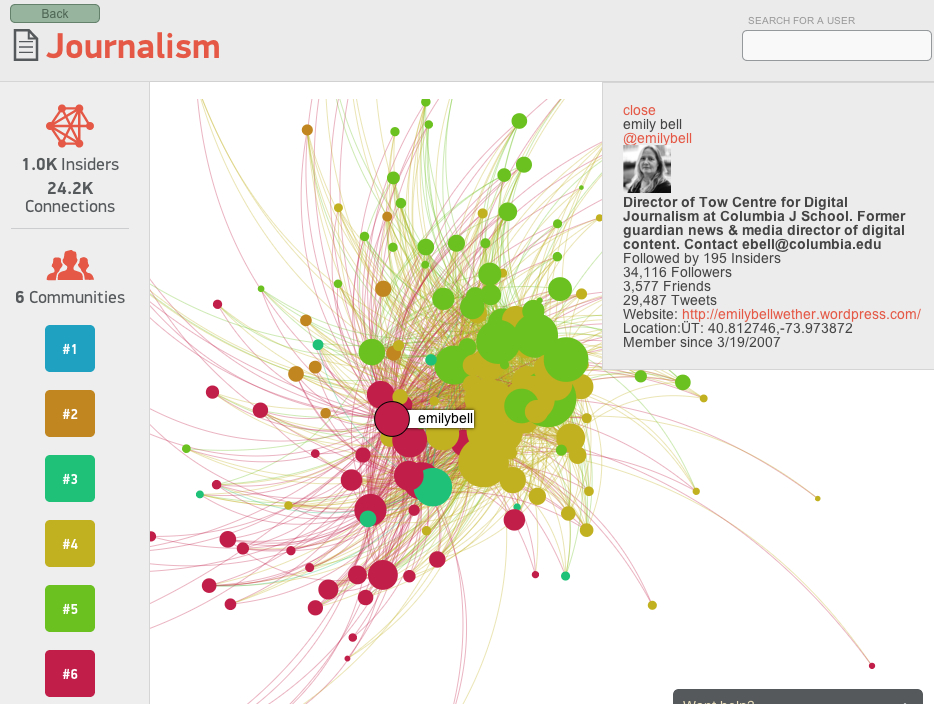 Back
Journalism
SEARCH FOR A USER
1.0K Insiders
24.2K
Connections
6 Communities
#1
#2
#3
#4
#5
#6
emilybell
close
emily bell
@emilybell
Director of Tow Centre for Digital
Journalism at Columbia J School. Former
guardian news & media director of digital
content. Contact ebell@columbia.edu
Followed by 195 Insiders
34,116 Followers
3,577 Friends
29,487 Tweets
Website: http://emilybellwether.wordpress.com/
Location:ÜT: 40.812746,-73.973872
Member since 3/19/2007
Want help?